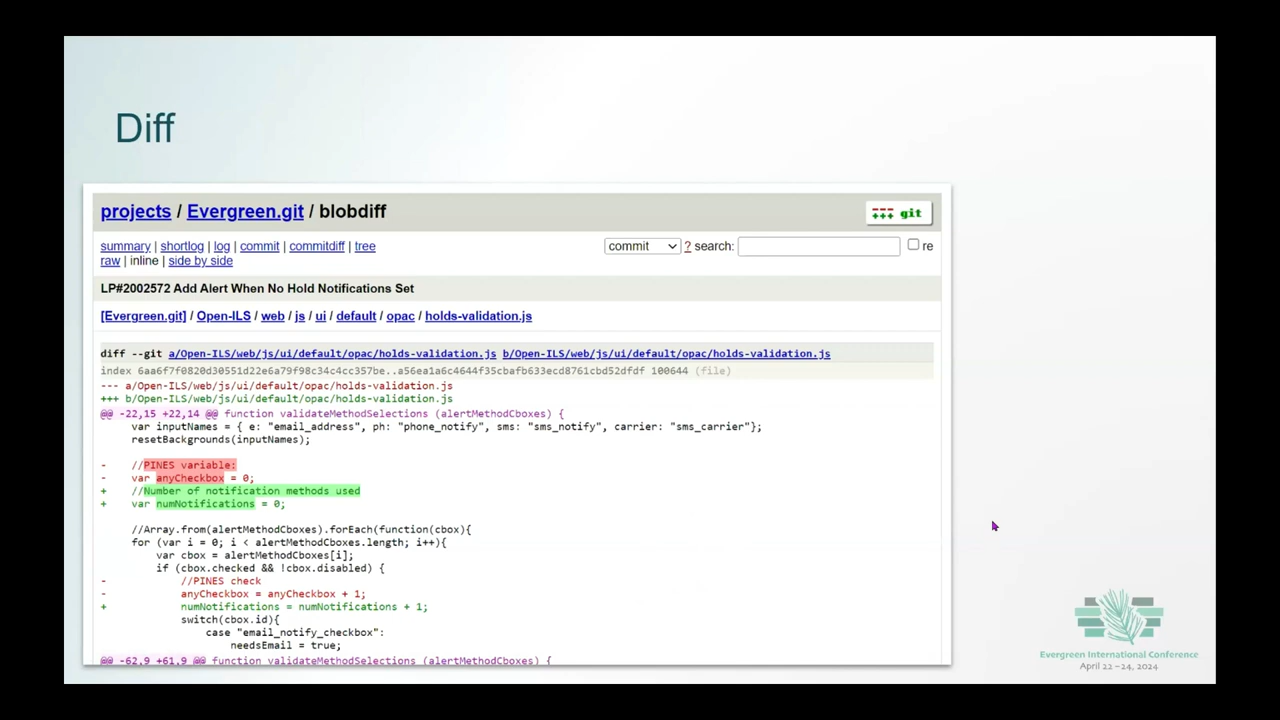 Diff
projects / Evergreen.git / blobdiff
git
summary | shortlog | log | commit | commitdiff | tree
commit ? search: re
raw | inline | side by side
LP#2002572 Add Alert When No Hold Notifications Set
[Evergreen.git] / Open-ILS / web / js / ui / default / opac / holds-validation.js
diff --git a/Open-ILS/web/js/ui/default/opac/holds-validation.js b/Open-ILS/web/js/ui/default/opac/holds-validation.js
index 6aa6f7f0820d30551d22e6a79f98c34c4cc357be..a56ea1a6c4644f35cbafb633ecd8761cbd52dfdf 100644 (file)
--- a/Open-ILS/web/js/ui/default/opac/holds-validation.js
+++ b/Open-ILS/web/js/ui/default/opac/holds-validation.js
@@ -22,15 +22,14 @@ function validateMethodSelections (alertMethodCboxes) {
var inputNames = { e: "email_address", ph: "phone_notify", sms: "sms_notify", carrier: "sms_carrier"};
resetBackgrounds(inputNames);
- //PINES variable:
- var anyCheckbox = 0;
+ //Number of notification methods used
+ var numNotifications = 0;
//Array.from(alertMethodCboxes).forEach(function(cbox){
for (var i = 0; i < alertMethodCboxes.length; i++){
var cbox = alertMethodCboxes[i];
if (cbox.checked && !cbox.disabled) {
- //PINES check
- anyCheckbox = anyCheckbox + 1;
+ numNotifications = numNotifications + 1;
switch(cbox.id){
case "email_notify_checkbox":
needsEmail = true;
@@ -62,9 +61,9 @@ function validateMethodSelections (alertMethodCboxes) {
Evergreen International Conference
April 22 –24, 2024